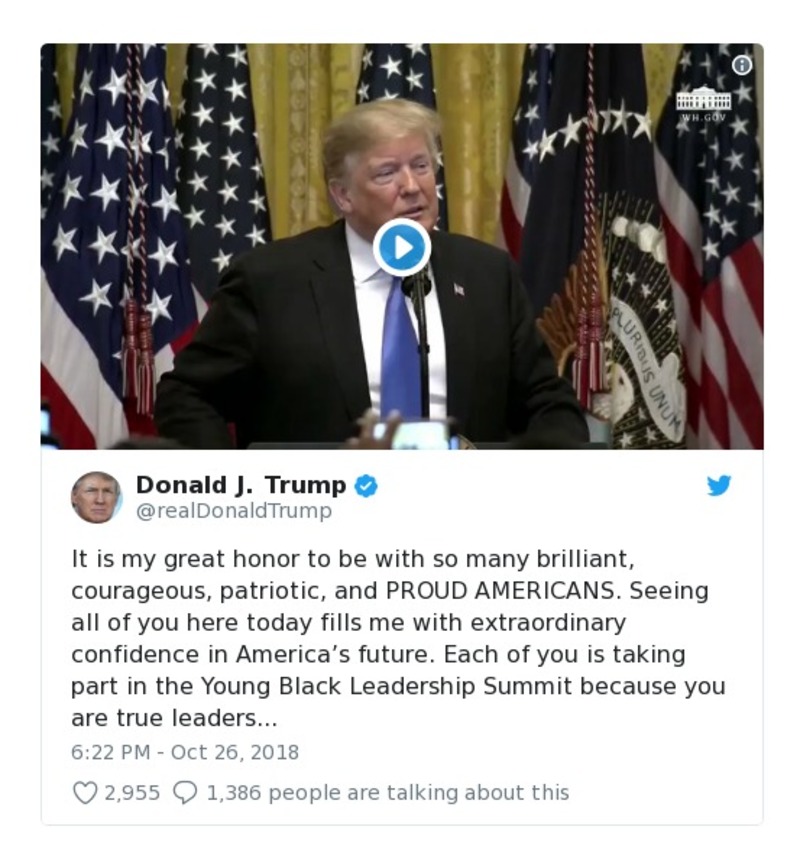 WH.GOV
PLURIBUS UNUM
Donald J. Trump
@realDonaldTrump
It is my great honor to be with so many brilliant,
courageous, patriotic, and PROUD AMERICANS. Seeing
all of you here today fills me with extraordinary
confidence in America’s future. Each of you is taking
part in the Young Black Leadership Summit because you
are true leaders...
6:22 PM - Oct 26, 2018
2,955 1,386 people are talking about this